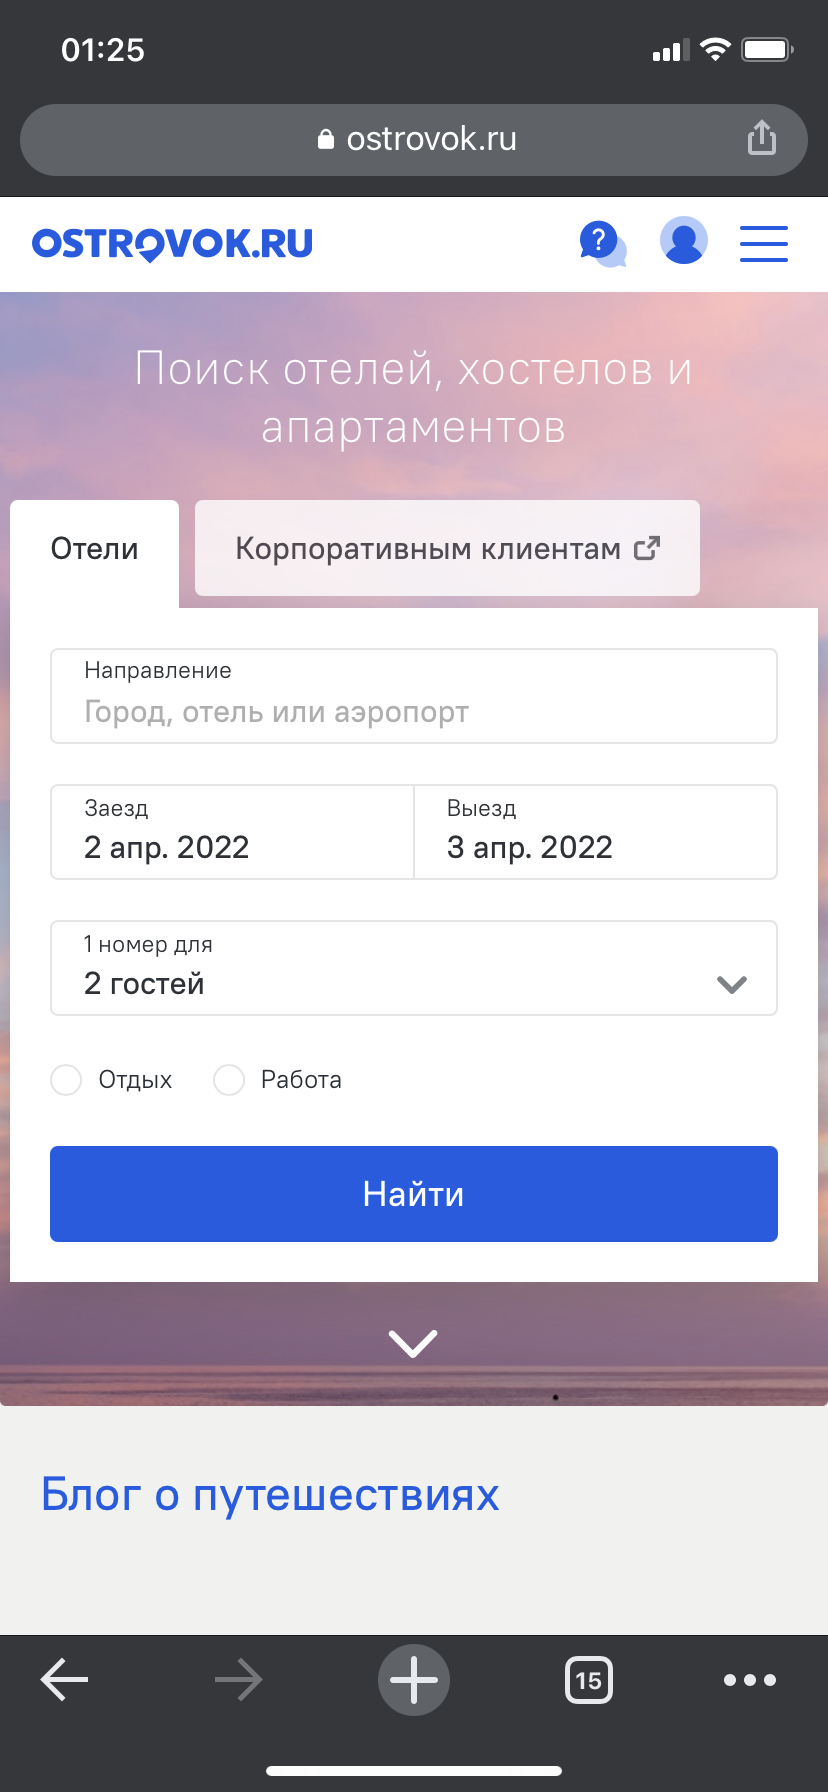 01:25
ostrovok.ru
OSTROVOK.RU
?
Поиск отелей, хостелов и
апартаментов
Отели
Корпоративным клиентам
Направление
Город, отель или аэропорт
Заезд
2 апр. 2022
Выезд
3 апр. 2022
1 номер для
2 гостей
Отдых
Работа
Найти
Блог о путешествиях
15